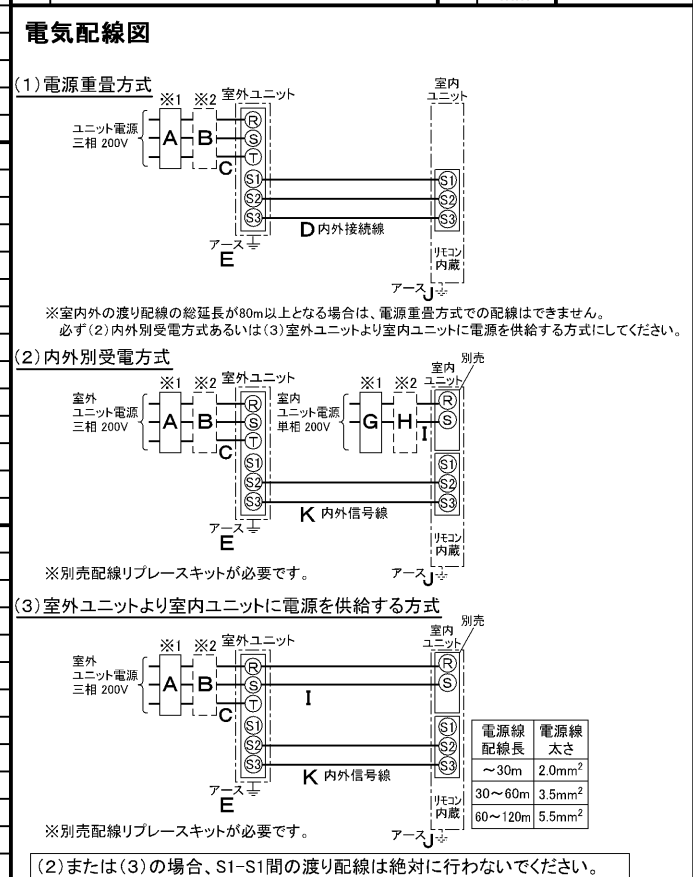 電気配線図
(1)電源重畳方式
※1 ※2 室外ユニット
室内
ユニット
ユニット電源
三相 200V
A B C
R
S
T
S1
S2
S3
S1
S2
S3
D 内外接続線
アース
E
リモコン
内蔵
アース J
※室内外の渡り配線の総延長が80m以上となる場合は、電源重畳方式での配線はできません。
必ず(2)内外別受電方式あるいは(3)室外ユニットより室内ユニットに電源を供給する方式にしてください。
(2)内外別受電方式
※1 ※2 室外ユニット
※1 ※2 室内
ユニット
別売
室外
ユニット電源
三相 200V
A B C
R
S
T
S1
S2
S3
室内
ユニット電源
単相 200V
G H I
R
S
S1
S2
S3
K 内外信号線
アース
E
リモコン
内蔵
アース J
※別売配線リプレースキットが必要です。
(3)室外ユニットより室内ユニットに電源を供給する方式
※1 ※2 室外ユニット
室内
ユニット
別売
室外
ユニット電源
三相 200V
A B C
R
S
T
S1
S2
S3
I
R
S
S1
S2
S3
K 内外信号線
アース
E
リモコン
内蔵
アース J
電源線
配線長
電源線
太さ
～30m 2.0mm²
30～60m 3.5mm²
60～120m 5.5mm²
※別売配線リプレースキットが必要です。
(2)または(3)の場合、S1-S1間の渡り配線は絶対に行わないでください。